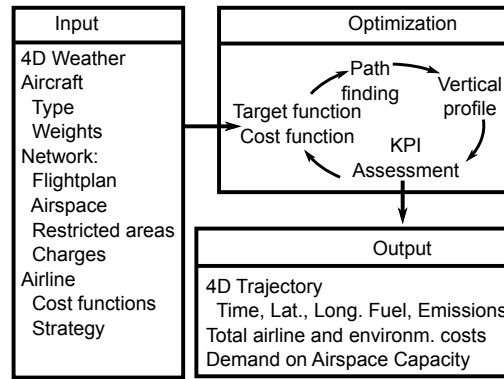 Input
4D Weather
Aircraft
Type
Weights
Network:
Flightplan
Airspace
Restricted areas
Charges
Airline
Cost functions
Strategy
Optimization
Path
finding
Vertical
profile
Target function
Cost function
KPI
Assessment
Output
4D Trajectory
Time, Lat., Long. Fuel, Emissions
Total airline and environm. costs
Demand on Airspace Capacity